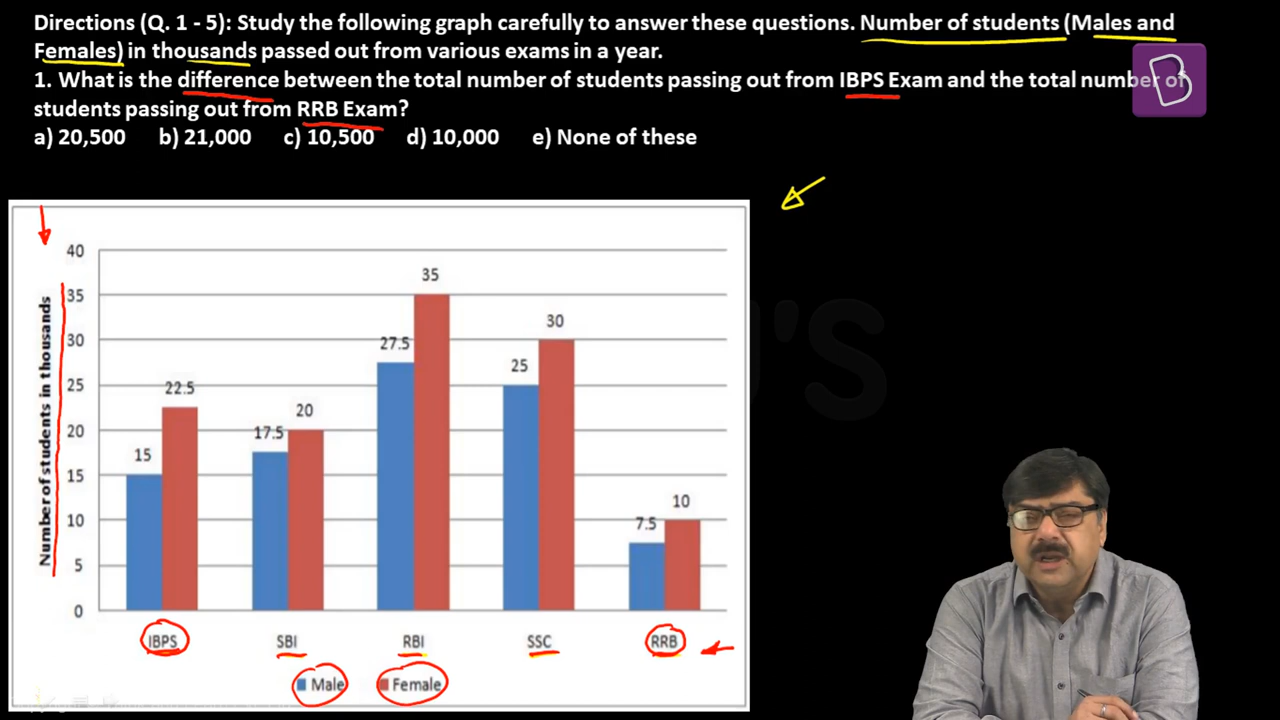 Directions (Q. 1 - 5): Study the following graph carefully to answer these questions. Number of students (Males and
Females) in thousands passed out from various exams in a year.
1. What is the difference between the total number of students passing out from IBPS Exam and the total number of
students passing out from RRB Exam?
a) 20,500 b) 21,000 c) 10,500 d) 10,000 e) None of these
B
'S
Number of students in thousands
40
35
30
25
20
15
10
5
0
15 22.5
17.5 20
27.5 35
25 30
7.5 10
IBPS SBI RBI SSC RRB
Male Female